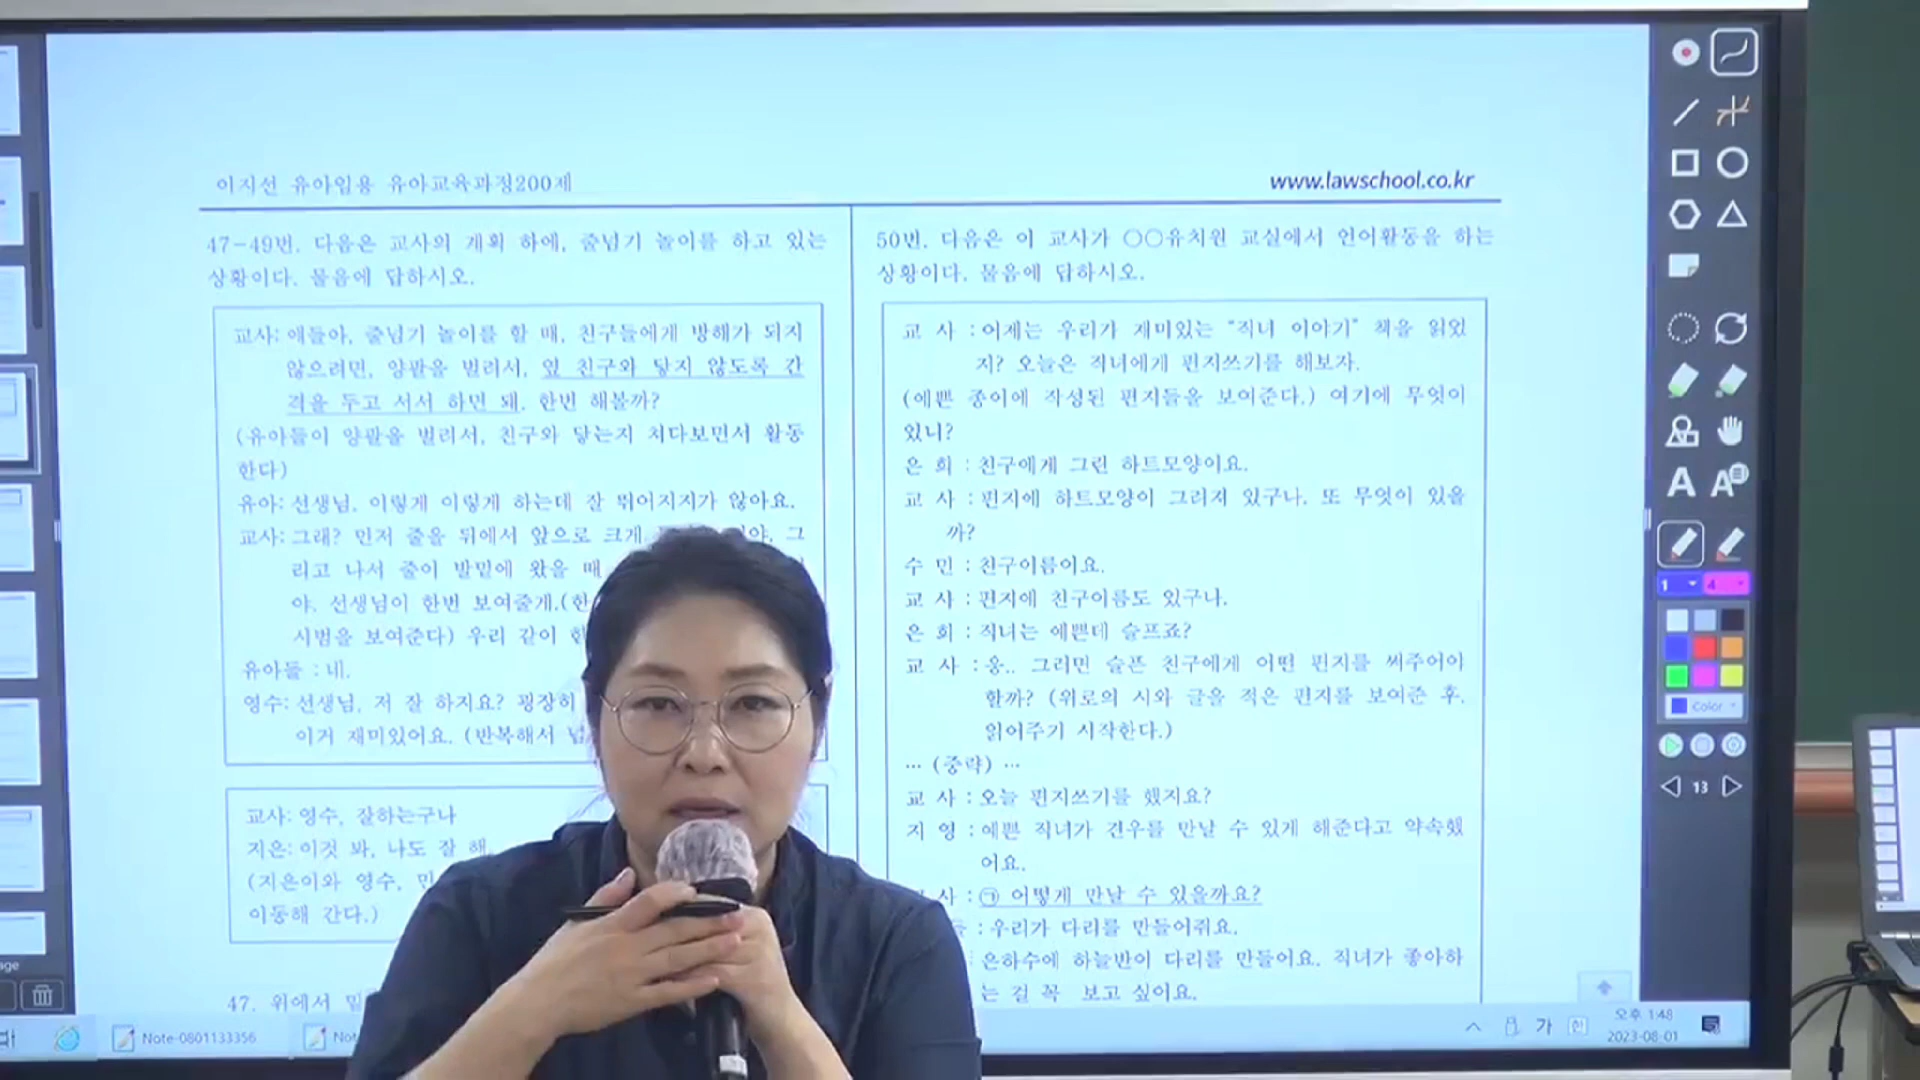 이지선 유아임용 유아교육과정200제
www.lawschool.co.kr
47-49번. 다음은 교사의 계획 하에, 줄넘기 놀이를 하고 있는
상황이다. 물음에 답하시오.
교사: 얘들아, 줄넘기 놀이를 할 때, 친구들에게 방해가 되지
않으려면, 양팔을 벌려서, 옆 친구와 닿지 않도록 간
격을 두고 서서 하면 돼. 한번 해볼까?
(유아들이 양팔을 벌려서, 친구와 닿는지 쳐다보면서 활동
한다)
유아: 선생님, 이렇게 이렇게 하는데 잘 뛰어지지가 않아요.
교사: 그래? 먼저 줄을 뒤에서 앞으로 크게 야. 그
리고 나서 줄이 발밑에 왔을 때
야. 선생님이 한번 보여줄게.(한
시범을 보여준다) 우리 같이 한
유아들 : 네.
영수: 선생님, 저 잘 하지요? 굉장히
이거 재미있어요. (반복해서 넘
교사: 영수, 잘하는구나
지은: 이것 봐, 나도 잘 해.
(지은이와 영수, 민
이동해 간다.)
47. 위에서 밑
50번. 다음은 이 교사가 ○○유치원 교실에서 언어활동을 하는
상황이다. 물음에 답하시오.
교 사 : 어제는 우리가 재미있는 "직녀 이야기" 책을 읽었
지? 오늘은 직녀에게 편지쓰기를 해보자.
(예쁜 종이에 작성된 편지들을 보여준다.) 여기에 무엇이
있니?
은 희 : 친구에게 그린 하트모양이요.
교 사 : 편지에 하트모양이 그려져 있구나. 또 무엇이 있을
까?
수 민 : 친구이름이요.
교 사 : 편지에 친구이름도 있구나.
은 희 : 직녀는 예쁜데 슬프죠?
교 사 : 응.. 그러면 슬픈 친구에게 어떤 편지를 써주어야
할까? (위로의 시와 글을 적은 편지를 보여준 후,
읽어주기 시작한다.)
… (중략) …
교 사 : 오늘 편지쓰기를 했지요?
지 영 : 예쁜 직녀가 견우를 만날 수 있게 해준다고 약속했
어요.
사 : ㉠ 어떻게 만날 수 있을까요?
들 : 우리가 다리를 만들어줘요.
: 은하수에 하늘반이 다리를 만들어요. 직녀가 좋아하
는 걸 꼭 보고 싶어요.
1
4
Color
13
age
Note-0801133356
Not
가
한
오후 1:48
2023-08-01